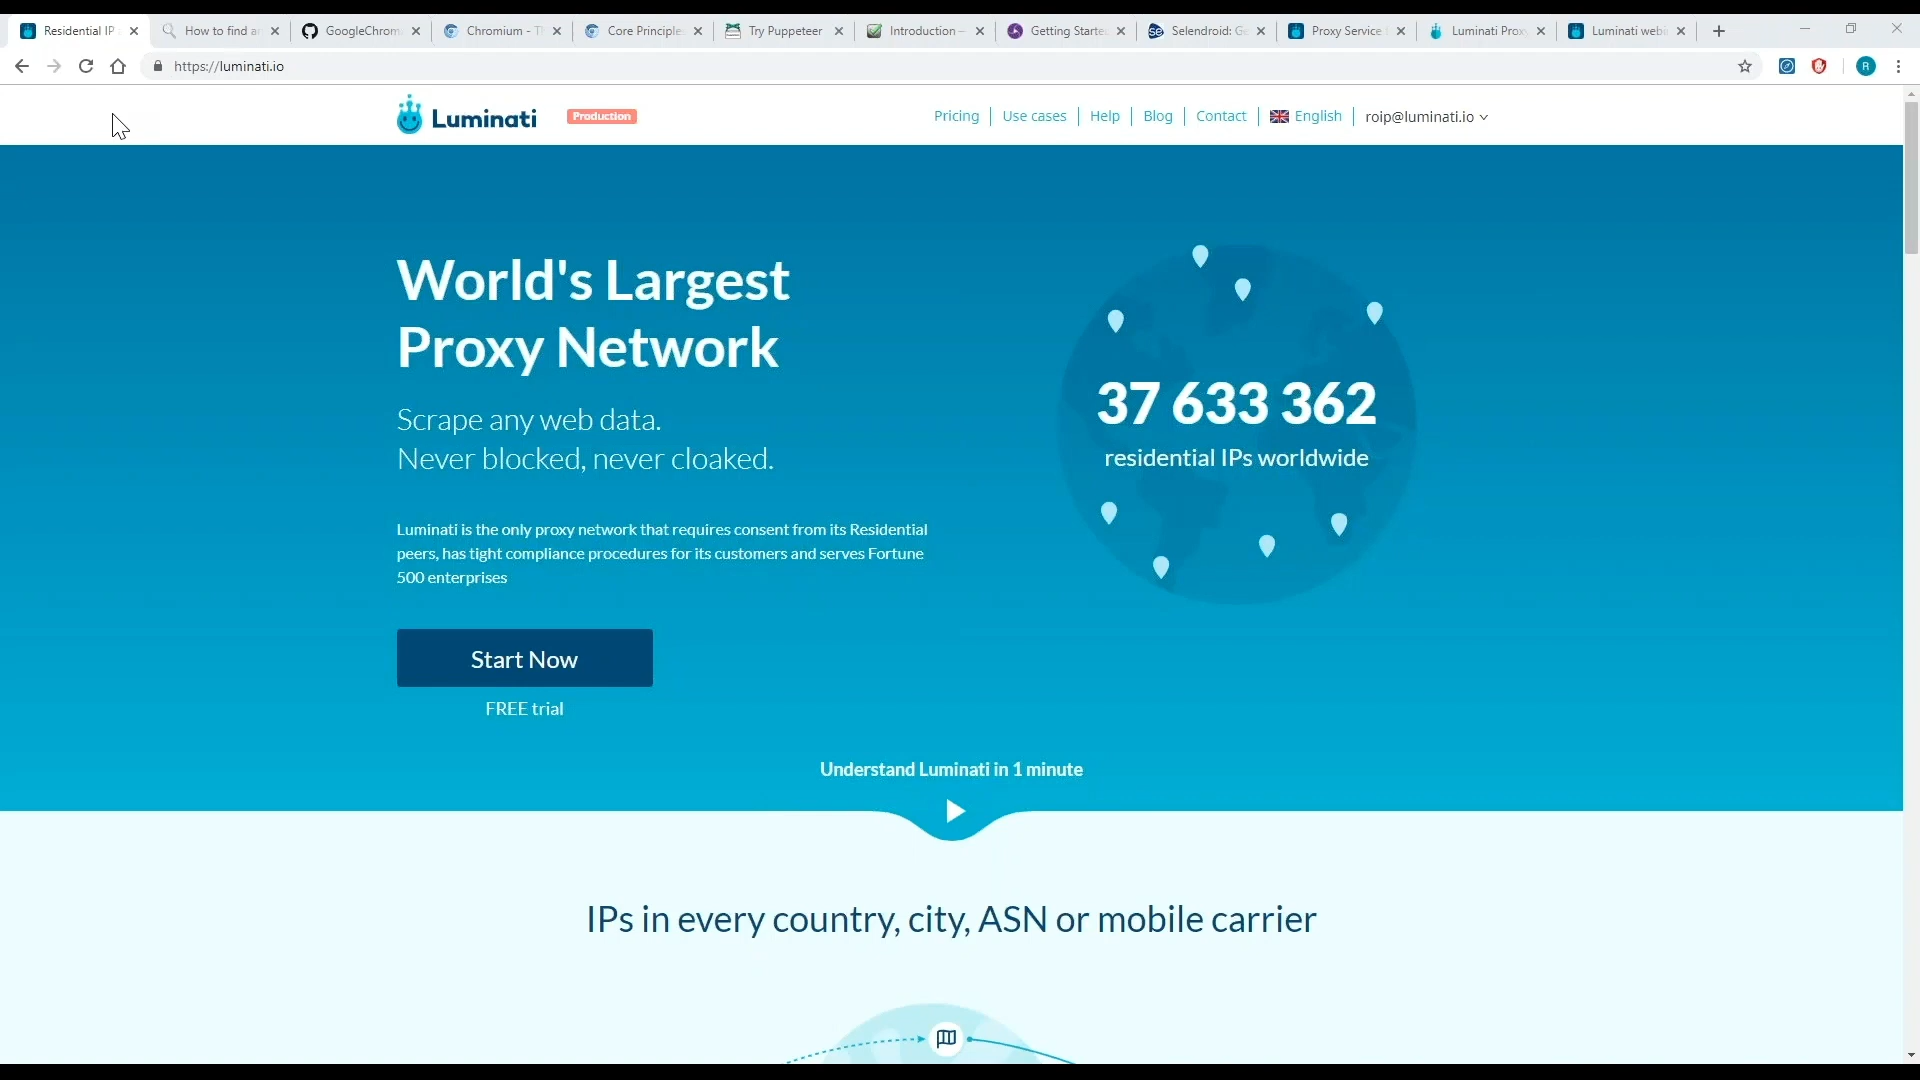 Residential IP
How to find a
GoogleChrom
Chromium - T
Core Principle
Try Puppeteer
Introduction —
Getting Starte
Selendroid: G
Proxy Service
Luminati Prox
Luminati web
https://luminati.io
R
Luminati
Production
Pricing
Use cases
Help
Blog
Contact
English
roip@luminati.io
World's Largest
Proxy Network
Scrape any web data.
Never blocked, never cloaked.
Luminati is the only proxy network that requires consent from its Residential
peers, has tight compliance procedures for its customers and serves Fortune
500 enterprises
Start Now
FREE trial
37 633 362
residential IPs worldwide
Understand Luminati in 1 minute
IPs in every country, city, ASN or mobile carrier